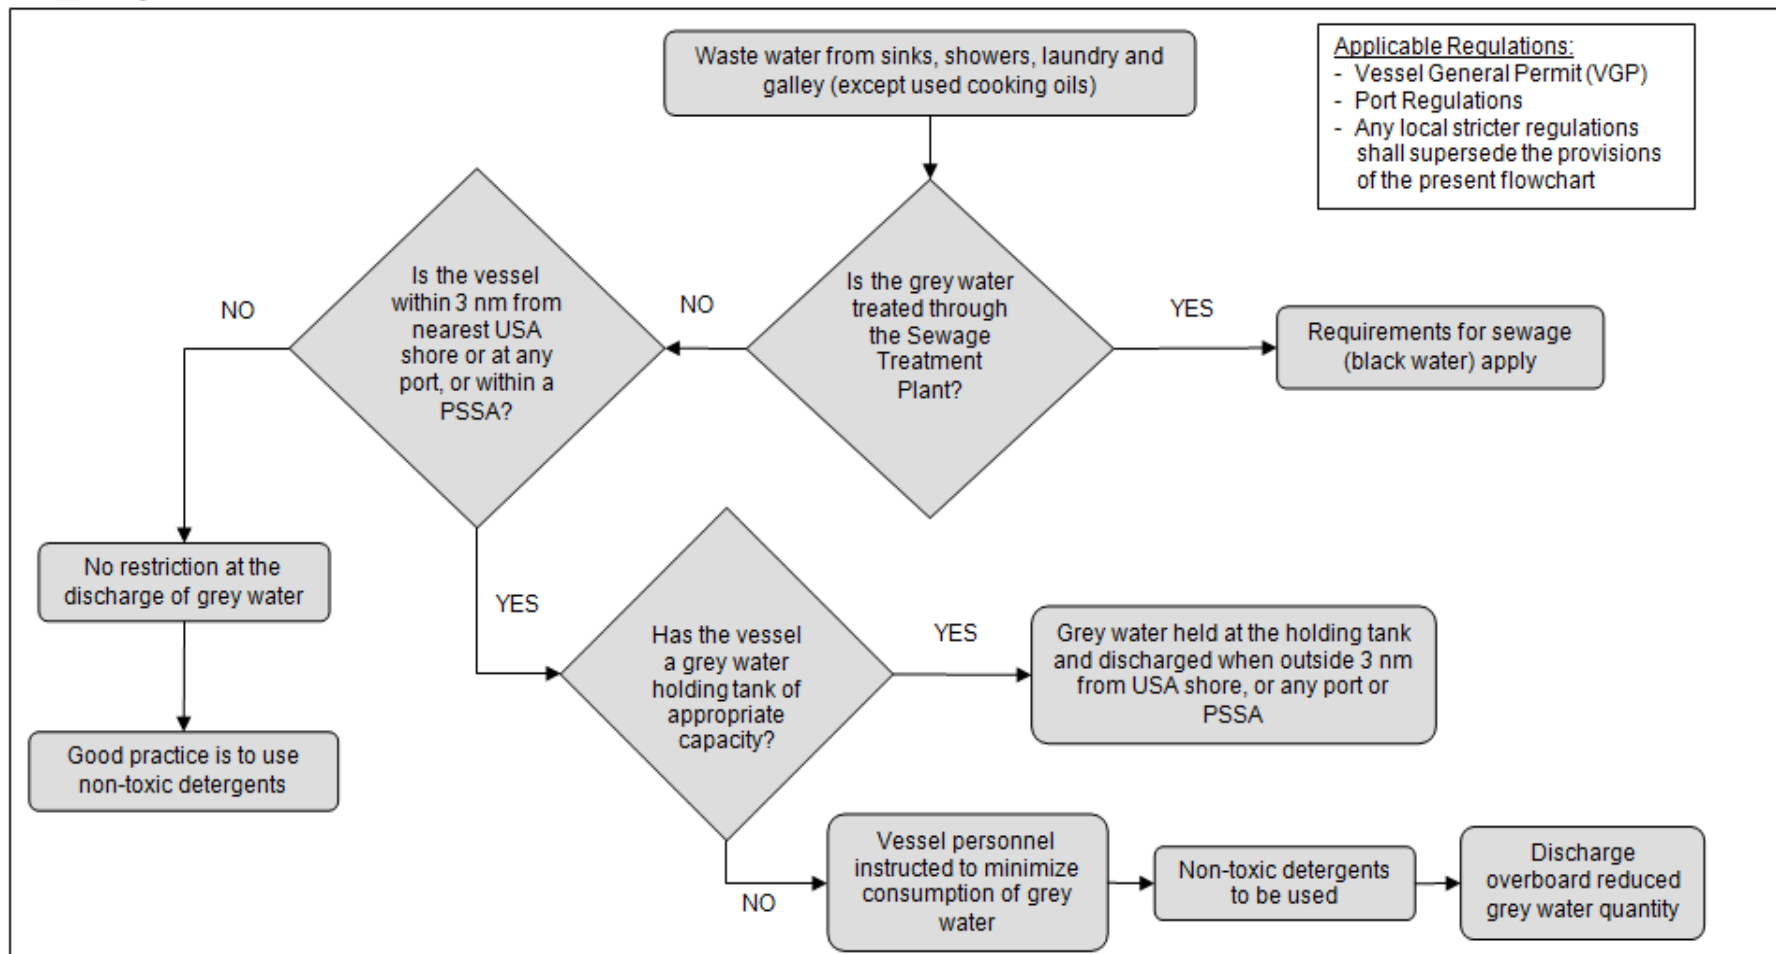 Waste water from sinks, showers, laundry and
galley (except used cooking oils)
Applicable Regulations:
- Vessel General Permit (VGP)
- Port Regulations
- Any local stricter regulations
shall supersede the provisions
of the present flowchart
Is the grey water
treated through
the Sewage
Treatment
Plant?
YES
Requirements for sewage
(black water) apply
NO
Is the vessel
within 3 nm from
nearest USA
shore or at any
port, or within a
PSSA?
NO
No restriction at the
discharge of grey water
Good practice is to use
non-toxic detergents
YES
Has the vessel
a grey water
holding tank of
appropriate
capacity?
YES
Grey water held at the holding tank
and discharged when outside 3 nm
from USA shore, or any port or
PSSA
NO
Vessel personnel
instructed to minimize
consumption of grey
water
Non-toxic detergents
to be used
Discharge
overboard reduced
grey water quantity